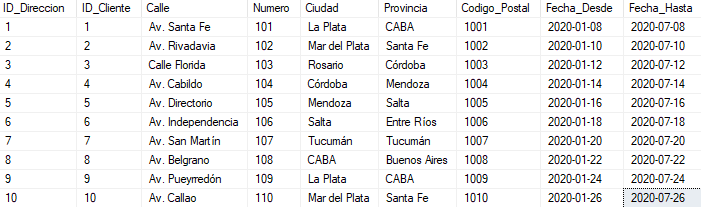 ID_Direccion ID_Cliente Calle Numero Ciudad Provincia Codigo_Postal Fecha_Desde Fecha_Hasta
1 1 Av. Santa Fe 101 La Plata CABA 1001 2020-01-08 2020-07-08
2 2 Av. Rivadavia 102 Mar del Plata Santa Fe 1002 2020-01-10 2020-07-10
3 3 Calle Florida 103 Rosario Córdoba 1003 2020-01-12 2020-07-12
4 4 Av. Cabildo 104 Córdoba Mendoza 1004 2020-01-14 2020-07-14
5 5 Av. Directorio 105 Mendoza Salta 1005 2020-01-16 2020-07-16
6 6 Av. Independencia 106 Salta Entre Ríos 1006 2020-01-18 2020-07-18
7 7 Av. San Martín 107 Tucumán Tucumán 1007 2020-01-20 2020-07-20
8 8 Av. Belgrano 108 CABA Buenos Aires 1008 2020-01-22 2020-07-22
9 9 Av. Pueyrredón 109 La Plata CABA 1009 2020-01-24 2020-07-24
10 10 Av. Callao 110 Mar del Plata Santa Fe 1010 2020-01-26 2020-07-26